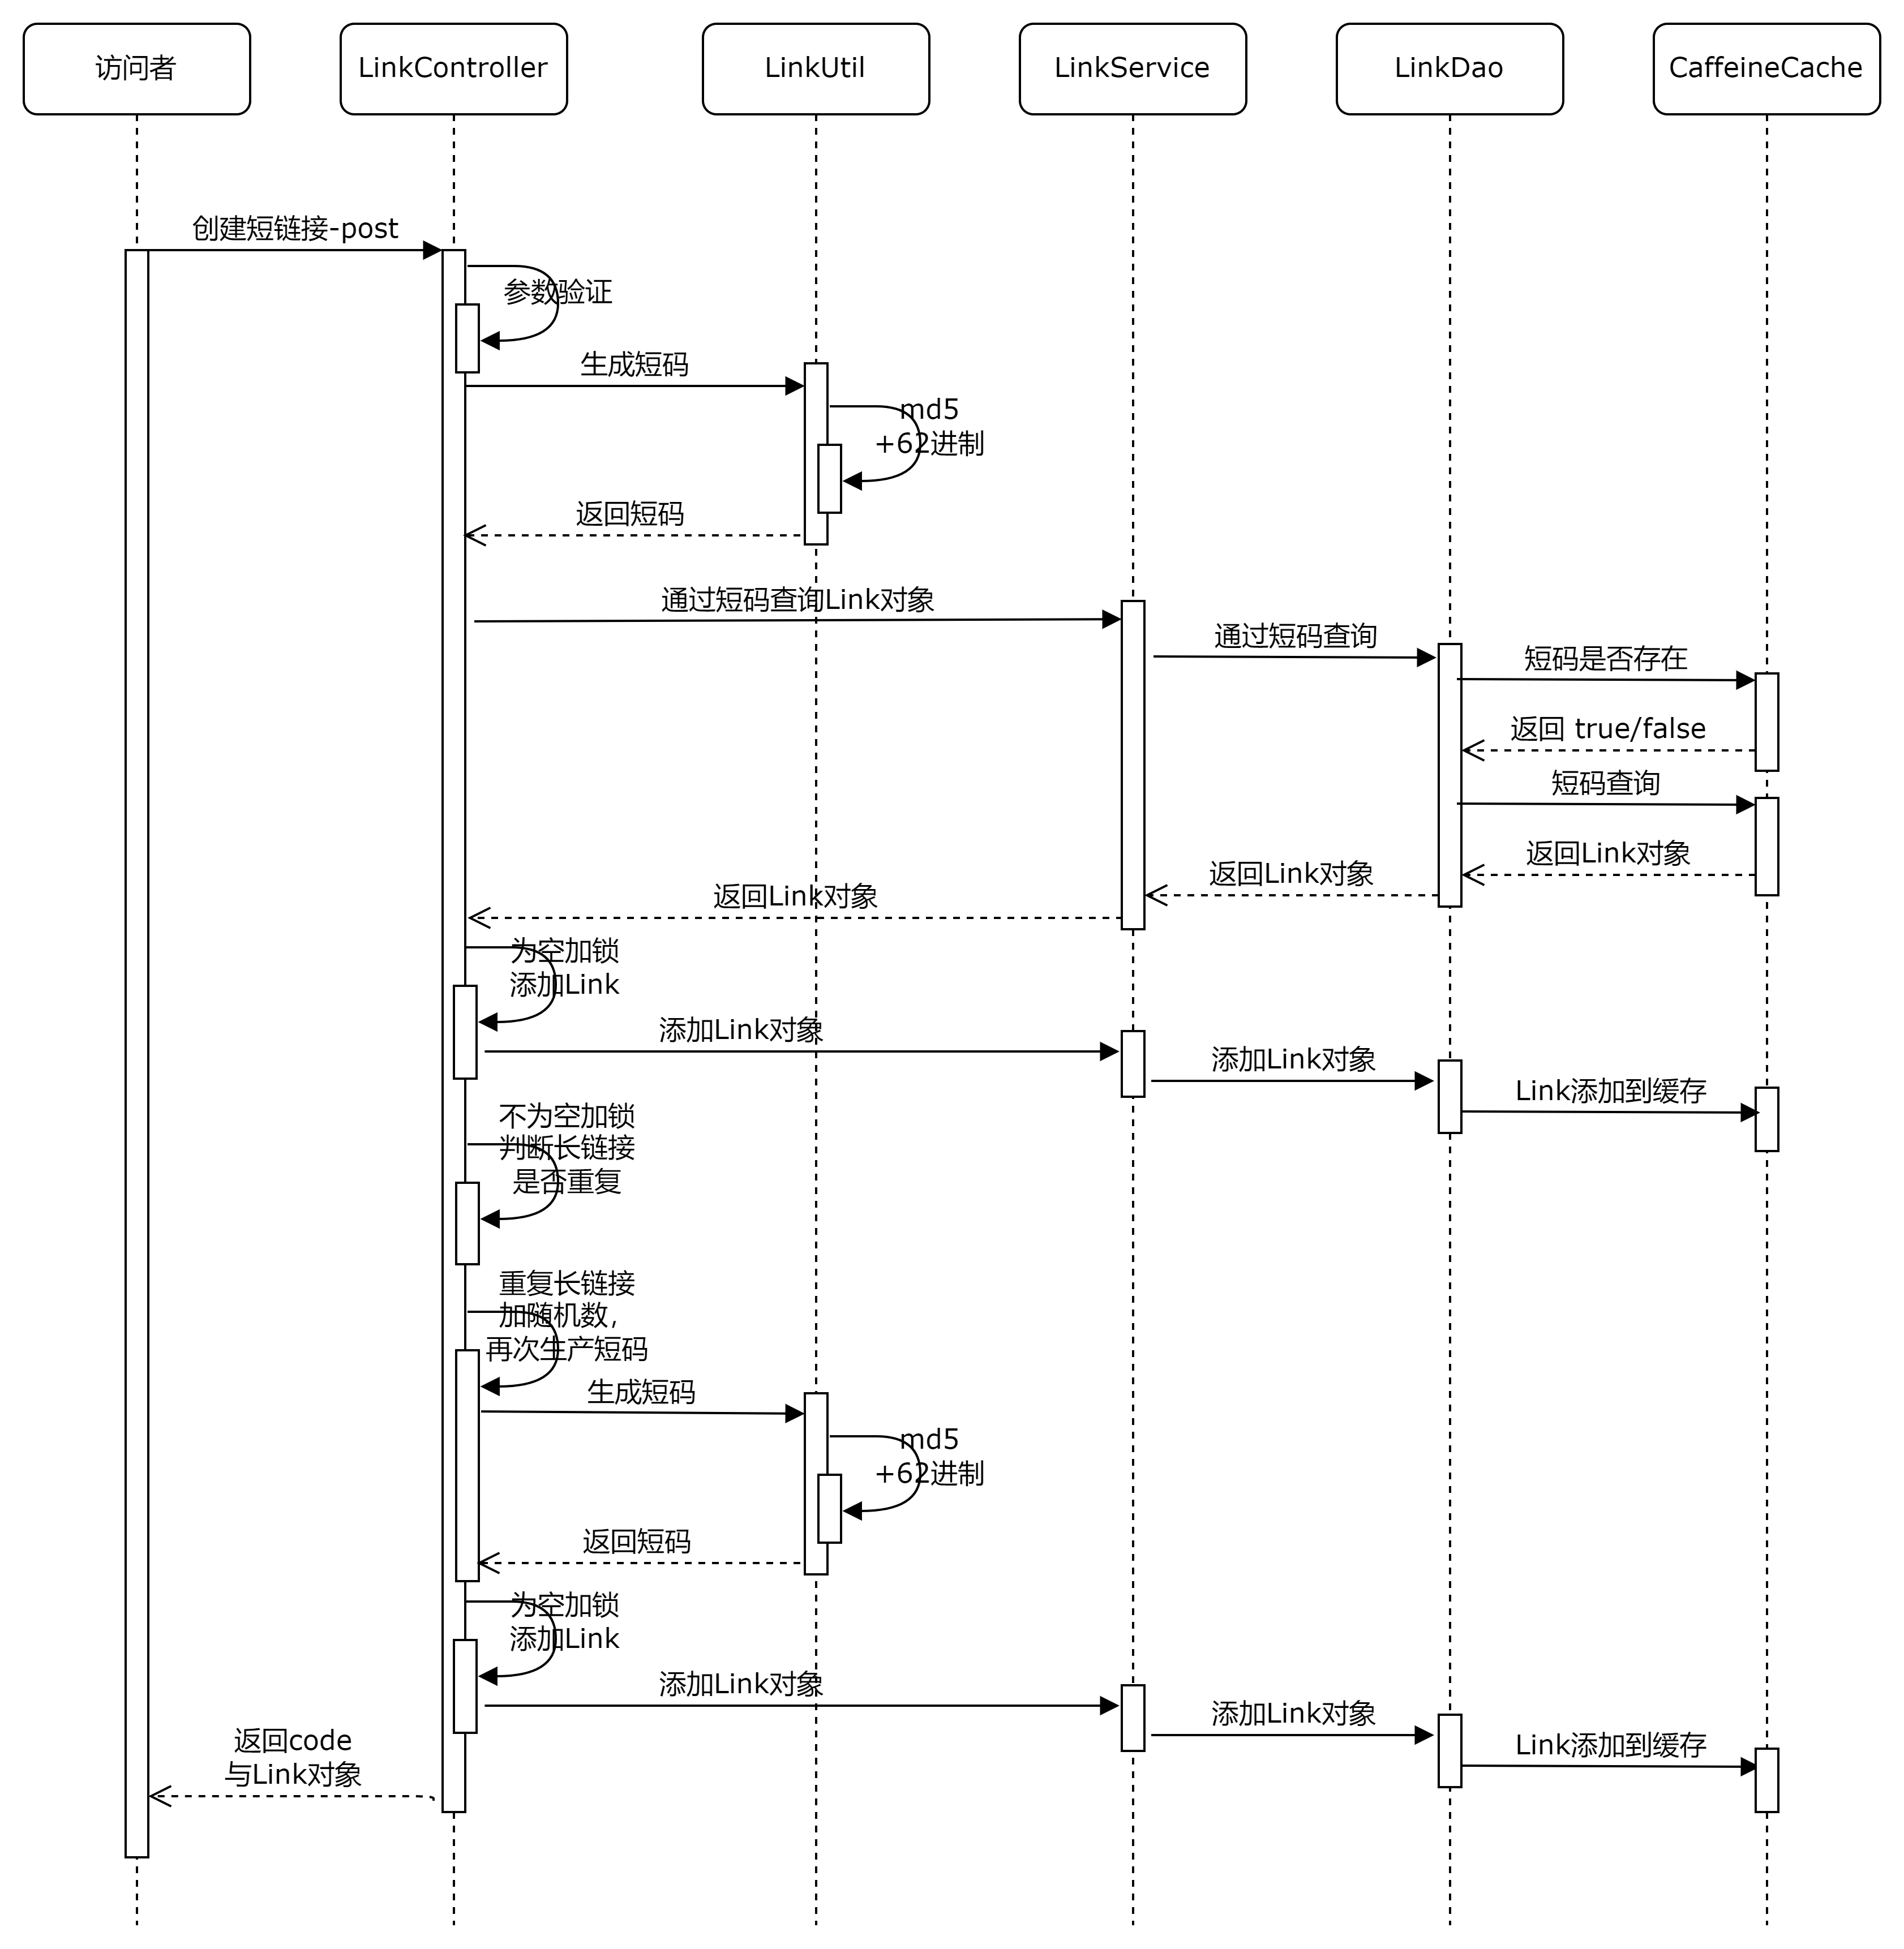 访问者
LinkController
LinkUtil
LinkService
LinkDao
CaffeineCache
创建短链接-post
参数验证
生成短码
md5
+62进制
返回短码
通过短码查询Link对象
通过短码查询
短码是否存在
返回 true/false
短码查询
返回Link对象
返回Link对象
返回Link对象
为空加锁
添加Link
添加Link对象
添加Link对象
Link添加到缓存
不为空加锁
判断长链接
是否重复
重复长链接
加随机数，
再次生产短码
生成短码
md5
+62进制
返回短码
为空加锁
添加Link
添加Link对象
添加Link对象
Link添加到缓存
返回code
与Link对象